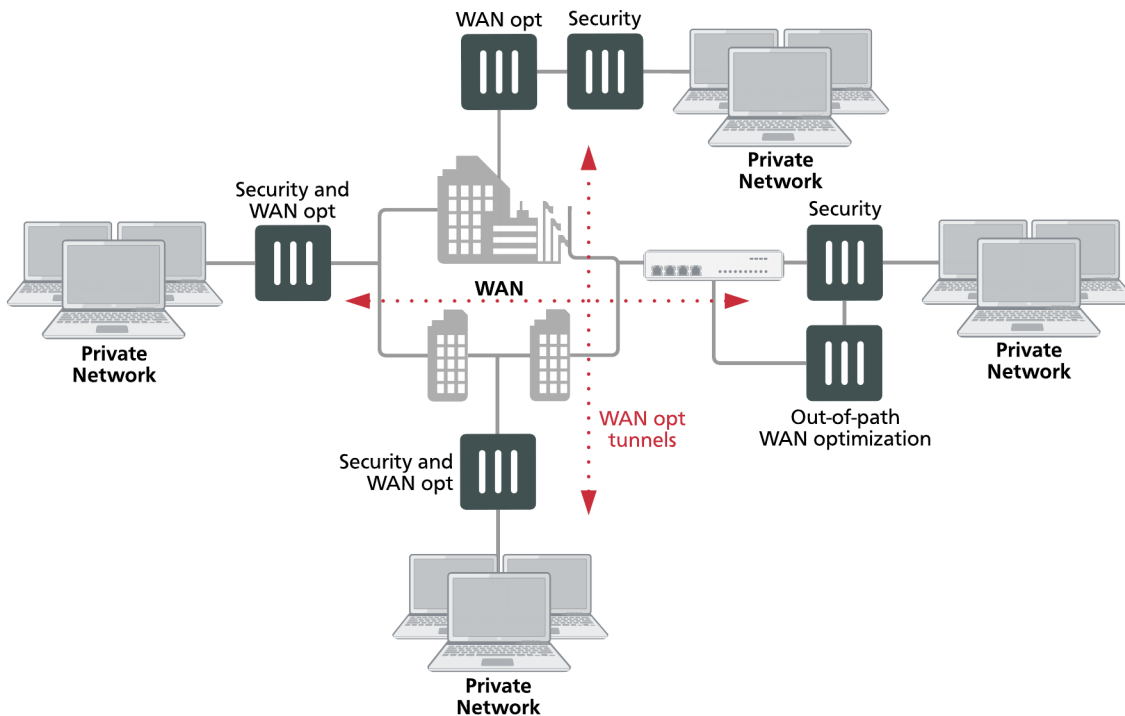 WAN opt
Security
Private
Network
Security and
WAN opt
Security
WAN
Private
Network
Private
Network
WAN opt
tunnels
Out-of-path
WAN optimization
Security and
WAN opt
Private
Network